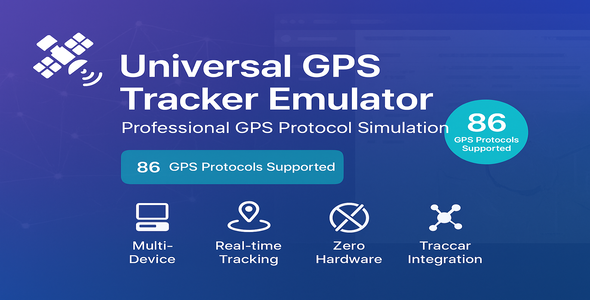 Universal GPS
Tracker Emulator
Professional GPS Protocol Simulation
86
GPS Protocols
Supported
86 GPS Protocols Supported
Multi-
Device
Real-time
Tracking
Zero
Hardware
Traccar
Integration